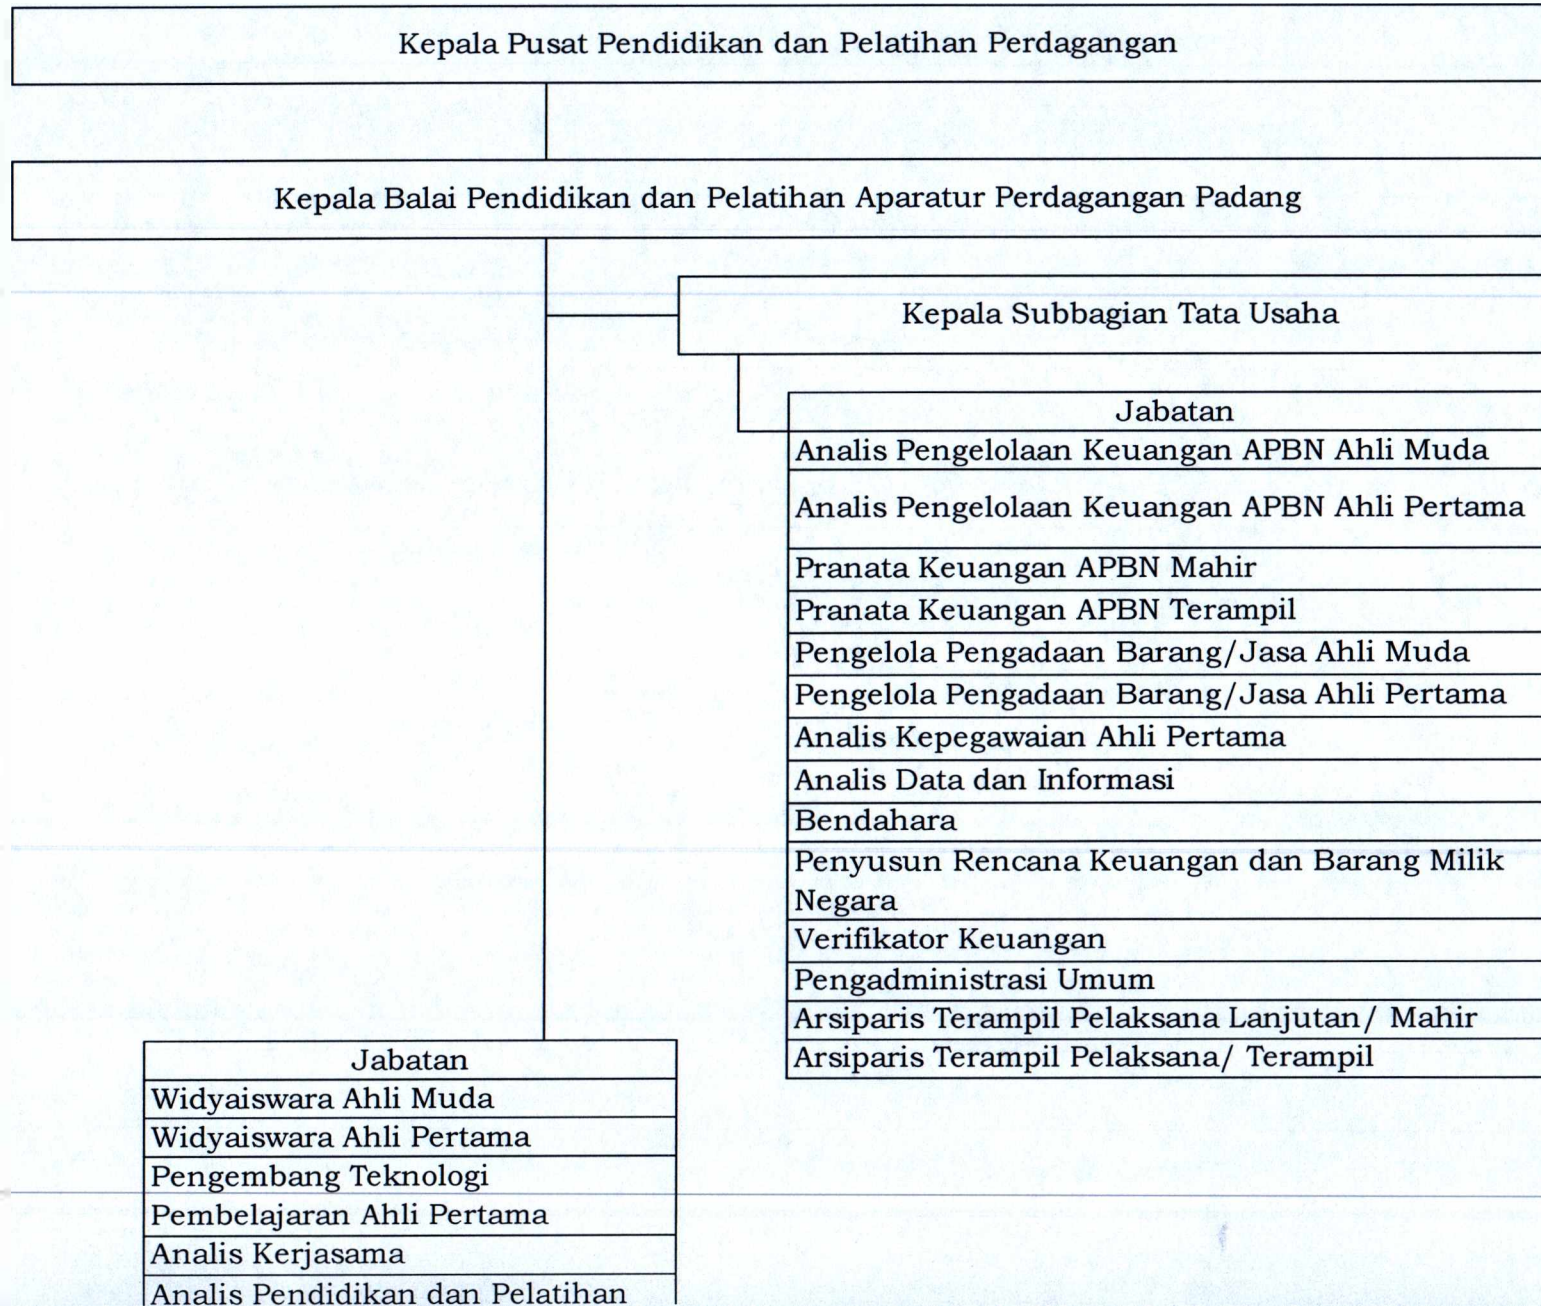 Kepala Pusat Pendidikan dan Pelatihan Perdagangan
Kepala Balai Pendidikan dan Pelatihan Aparatur Perdagangan Padang
Kepala Subbagian Tata Usaha
Jabatan
Analis Pengelolaan Keuangan APBN Ahli Muda
Analis Pengelolaan Keuangan APBN Ahli Pertama
Pranata Keuangan APBN Mahir
Pranata Keuangan APBN Terampil
Pengelola Pengadaan Barang/Jasa Ahli Muda
Pengelola Pengadaan Barang/Jasa Ahli Pertama
Analis Kepegawaian Ahli Pertama
Analis Data dan Informasi
Bendahara
Penyusun Rencana Keuangan dan Barang Milik
Negara
Verifikator Keuangan
Pengadministrasi Umum
Arsiparis Terampil Pelaksana Lanjutan/ Mahir
Arsiparis Terampil Pelaksana/ Terampil
Jabatan
Widyaiswara Ahli Muda
Widyaiswara Ahli Pertama
Pengembang Teknologi
Pembelajaran Ahli Pertama
Analis Kerjasama
Analis Pendidikan dan Pelatihan